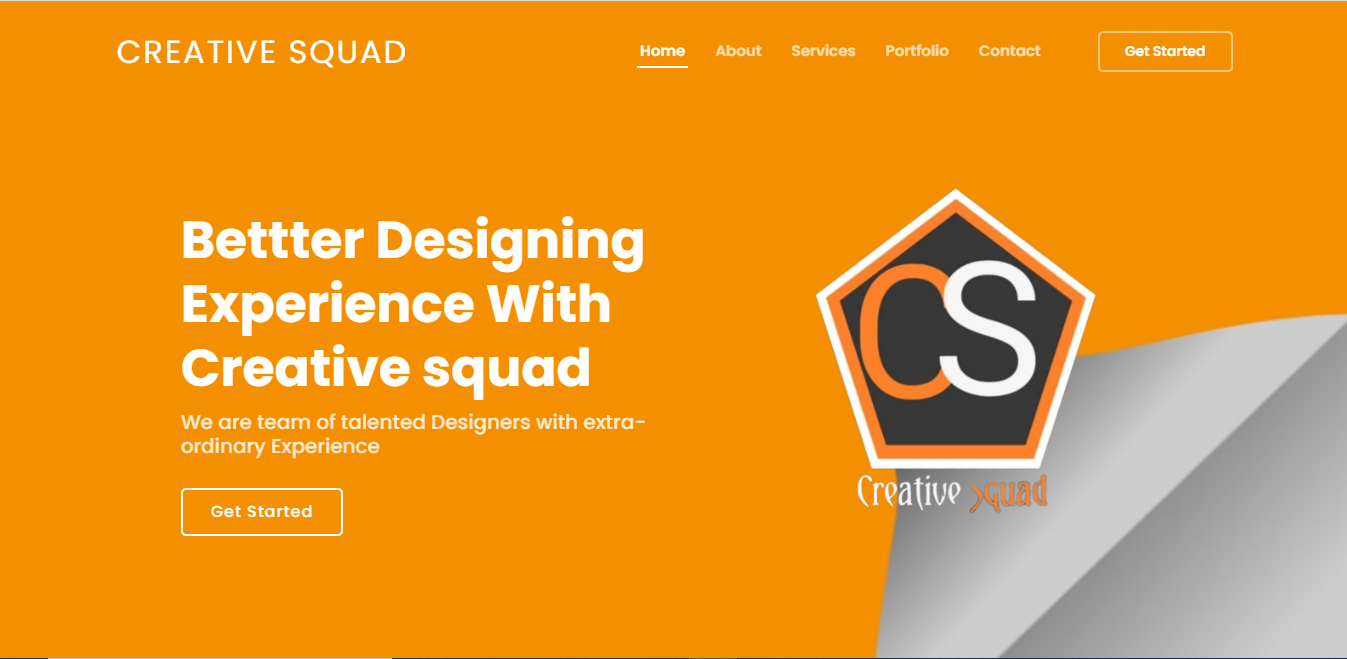 CREATIVE SQUAD
Home About Services Portfolio Contact Get Started
Bettter Designing
Experience With
Creative squad
We are team of talented Designers with extra-
ordinary Experience
Get Started
CS
Creative squad